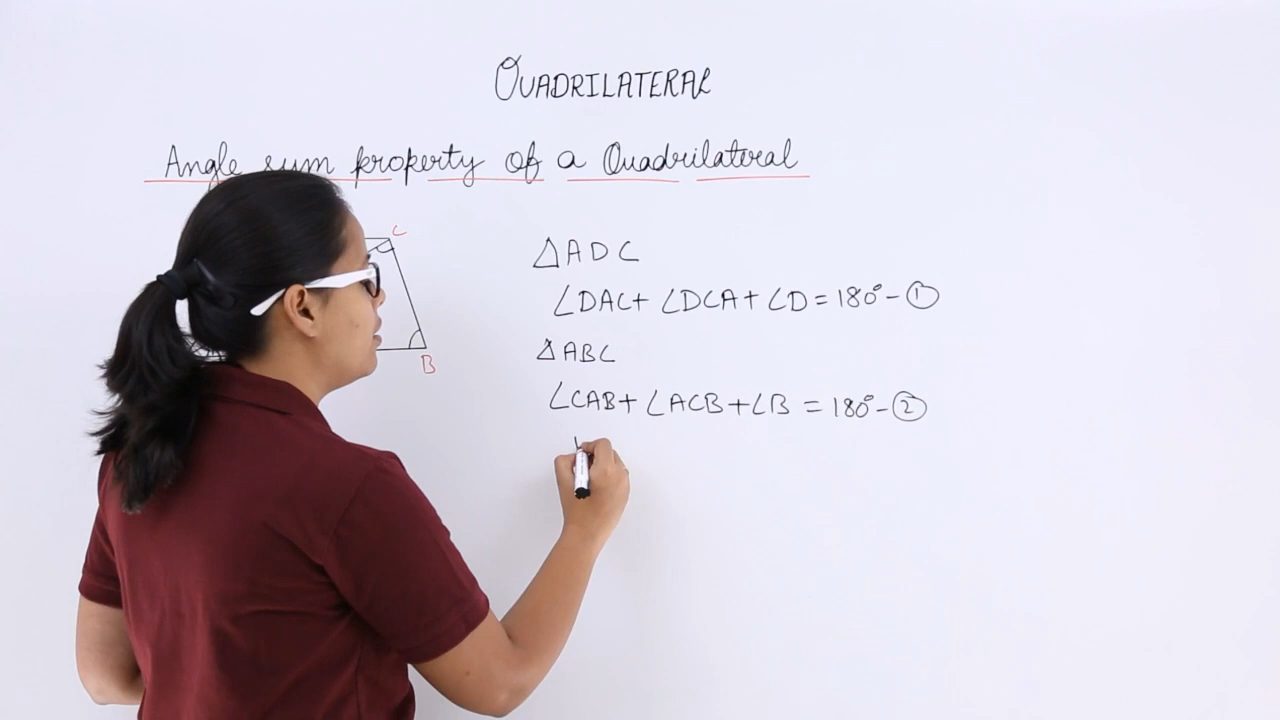 QUADRILATERAL
Angle sum property of a Quadrilateral
C
B
△ADC
∠DAC + ∠DCA + ∠D = 180° - ①
△ABC
∠CAB + ∠ACB + ∠B = 180° - ②